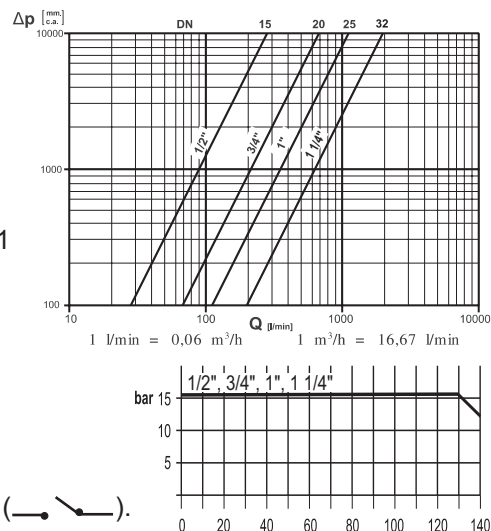 Δp [mm. c.a.] DN 15 20 25 32
10000
1/2" 3/4" 1" 1 1/4"
1000
1
100
10 100 1000 10000
Q [l/min]
1 l/min = 0,06 m³/h 1 m³/h = 16,67 l/min
1/2", 3/4", 1", 1 1/4"
bar 15
10
5
0 20 40 60 80 100 120 140
( ).